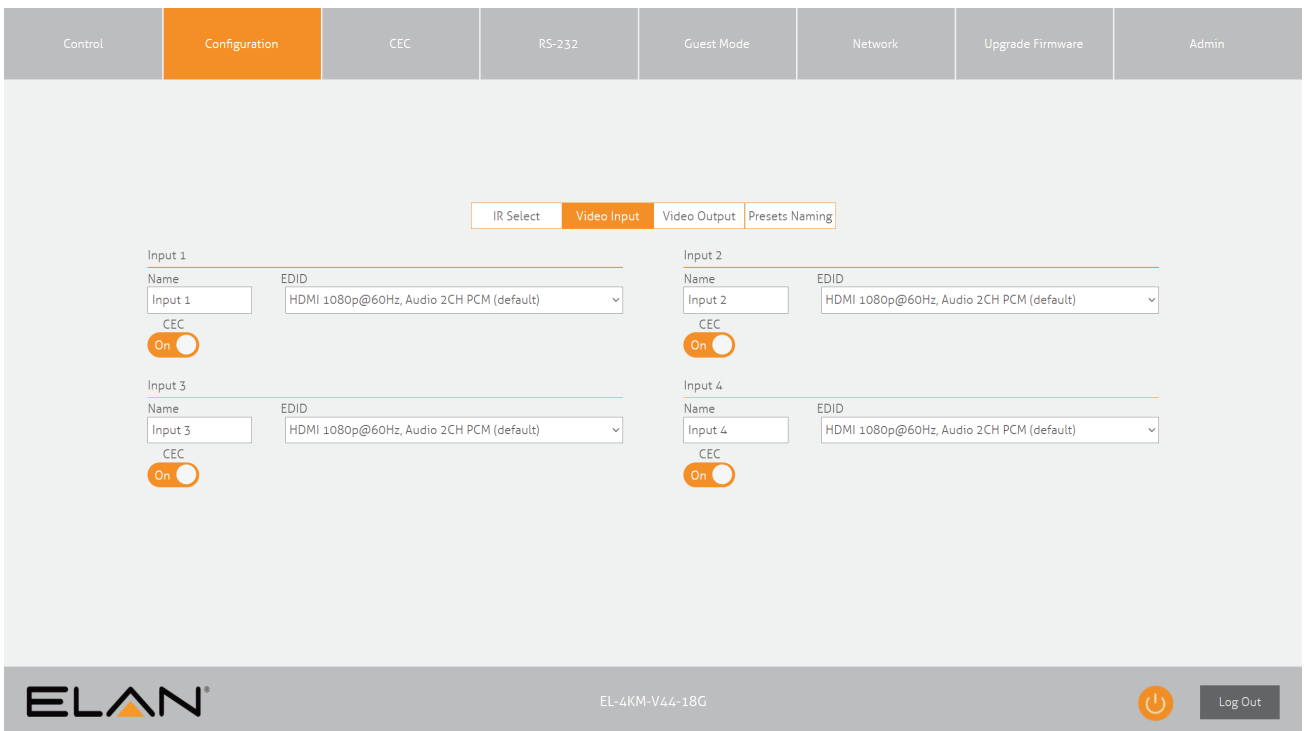 Control Configuration CEC RS-232 Guest Mode Network Upgrade Firmware Admin
IR Select Video Input Video Output Presets Naming
Input 1 Input 2
Name EDID Name EDID
Input 1 HDMI 1080p@60Hz, Audio 2CH PCM (default) Input 2 HDMI 1080p@60Hz, Audio 2CH PCM (default)
CEC CEC
On On
Input 3 Input 4
Name EDID Name EDID
Input 3 HDMI 1080p@60Hz, Audio 2CH PCM (default) Input 4 HDMI 1080p@60Hz, Audio 2CH PCM (default)
CEC CEC
On On
ELAN® EL-4KM-V44-18G Log Out